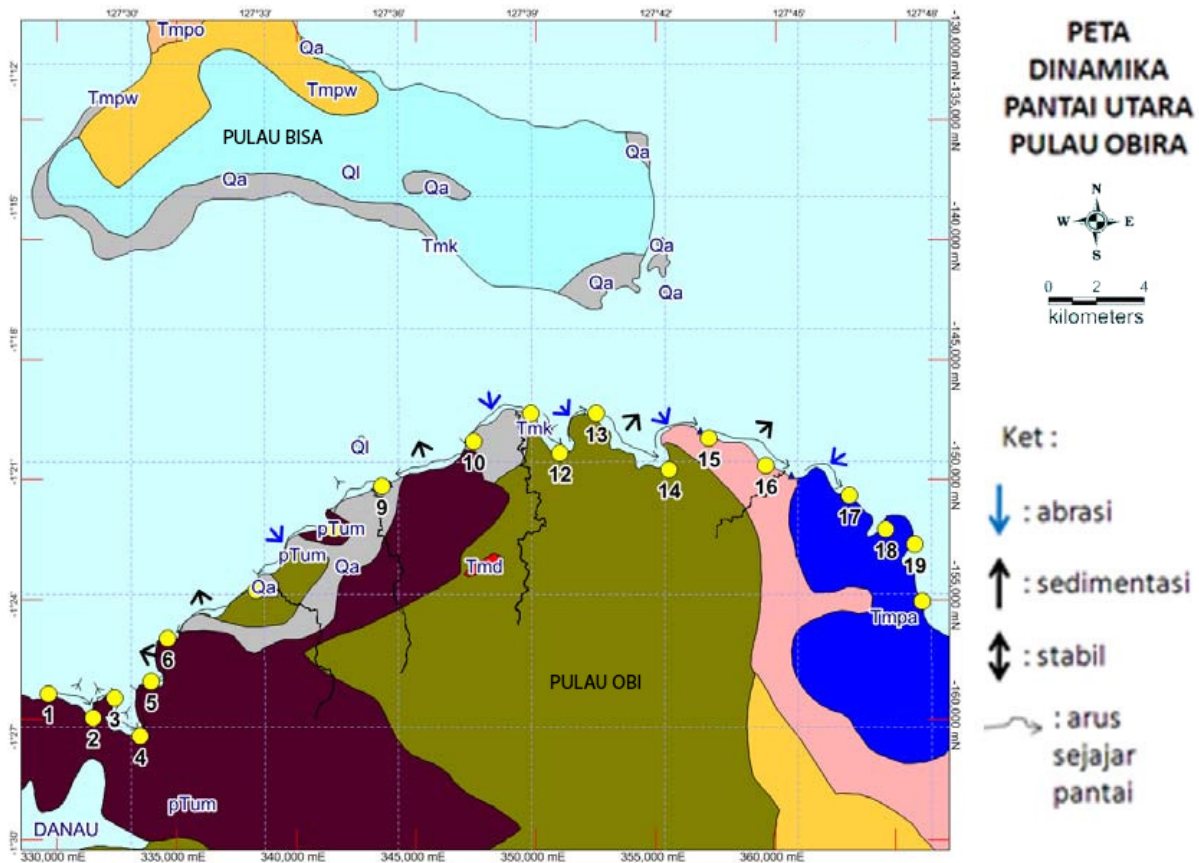 127°30'
127°33'
127°36'
127°39'
127°42'
127°45'
127°48'
-130,000 mN
-135,000 mN
-140,000 mN
-145,000 mN
-150,000 mN
-155,000 mN
-160,000 mN
-1°12'
-1°15'
-1°18'
-1°21'
-1°24'
-1°27'
-1°30'
Tmpo
Qa
Tmpw
Tmpw
PULAU BISA
Qa
Qa
Ql
Qa
Tmk
Qa
Qa
Qa
Tmk
13
12
Ql
10
14
15
16
9
17
pTum
pTum
Qa
Tmd
18
19
Qa
Tmpa
6
5
PULAU OBI
1
2
3
4
pTum
DANAU
330,000 mE
335,000 mE
340,000 mE
345,000 mE
350,000 mE
355,000 mE
360,000 mE
PETA
DINAMIKA
PANTAI UTARA
PULAU OBIRA
N
W
E
S
0 2 4
kilometers
Ket :
: abrasi
: sedimentasi
: stabil
: arus
sejajar
pantai